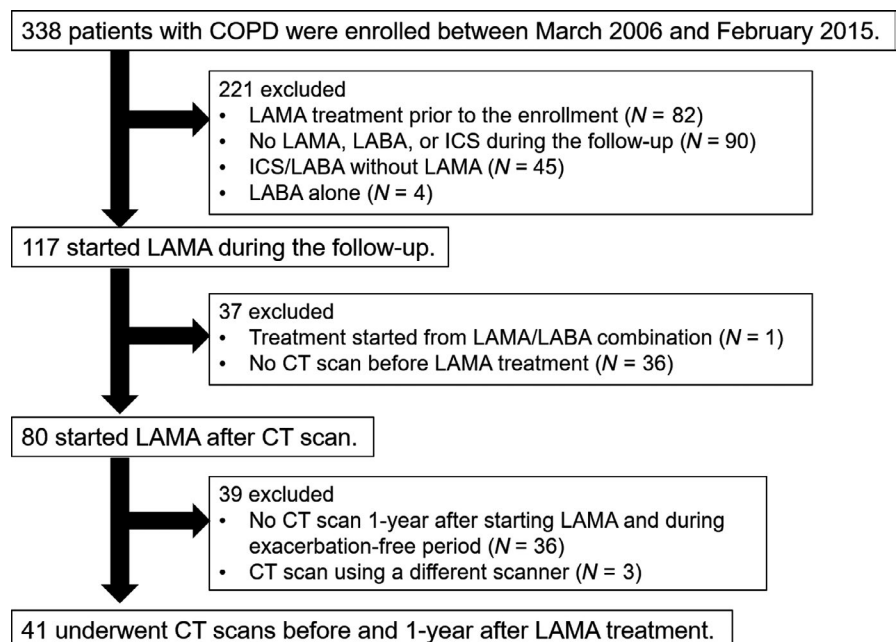 338 patients with COPD were enrolled between March 2006 and February 2015.
221 excluded
• LAMA treatment prior to the enrollment (N = 82)
• No LAMA, LABA, or ICS during the follow-up (N = 90)
• ICS/LABA without LAMA (N = 45)
• LABA alone (N = 4)
117 started LAMA during the follow-up.
37 excluded
• Treatment started from LAMA/LABA combination (N = 1)
• No CT scan before LAMA treatment (N = 36)
80 started LAMA after CT scan.
39 excluded
• No CT scan 1-year after starting LAMA and during
exacerbation-free period (N = 36)
• CT scan using a different scanner (N = 3)
41 underwent CT scans before and 1-year after LAMA treatment.